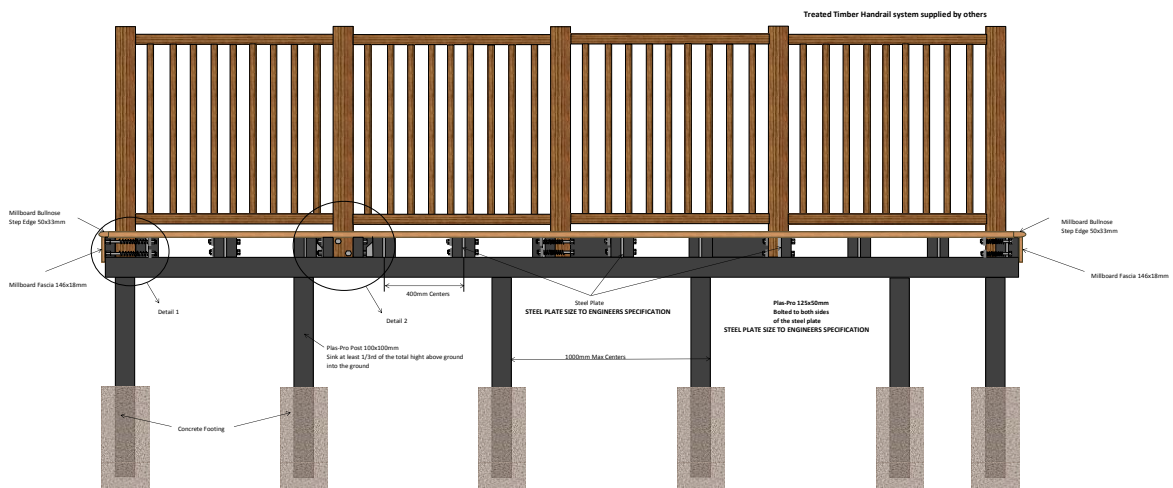 Treated Timber Handrail system supplied by others
Millboard Bullnose
Step Edge 50x33mm
Millboard Bullnose
Step Edge 50x33mm
Millboard Fascia 146x18mm
Millboard Fascia 146x18mm
400mm Centers
Detail 1
Detail 2
Steel Plate
STEEL PLATE SIZE TO ENGINEERS SPECIFICATION
Plas-Pro 125x50mm
Bolted to both sides
of the steel plate
STEEL PLATE SIZE TO ENGINEERS SPECIFICATION
Plas-Pro Post 100x100mm
Sink at least 1/3rd of the total hight above ground
into the ground
1000mm Max Centers
Concrete Footing